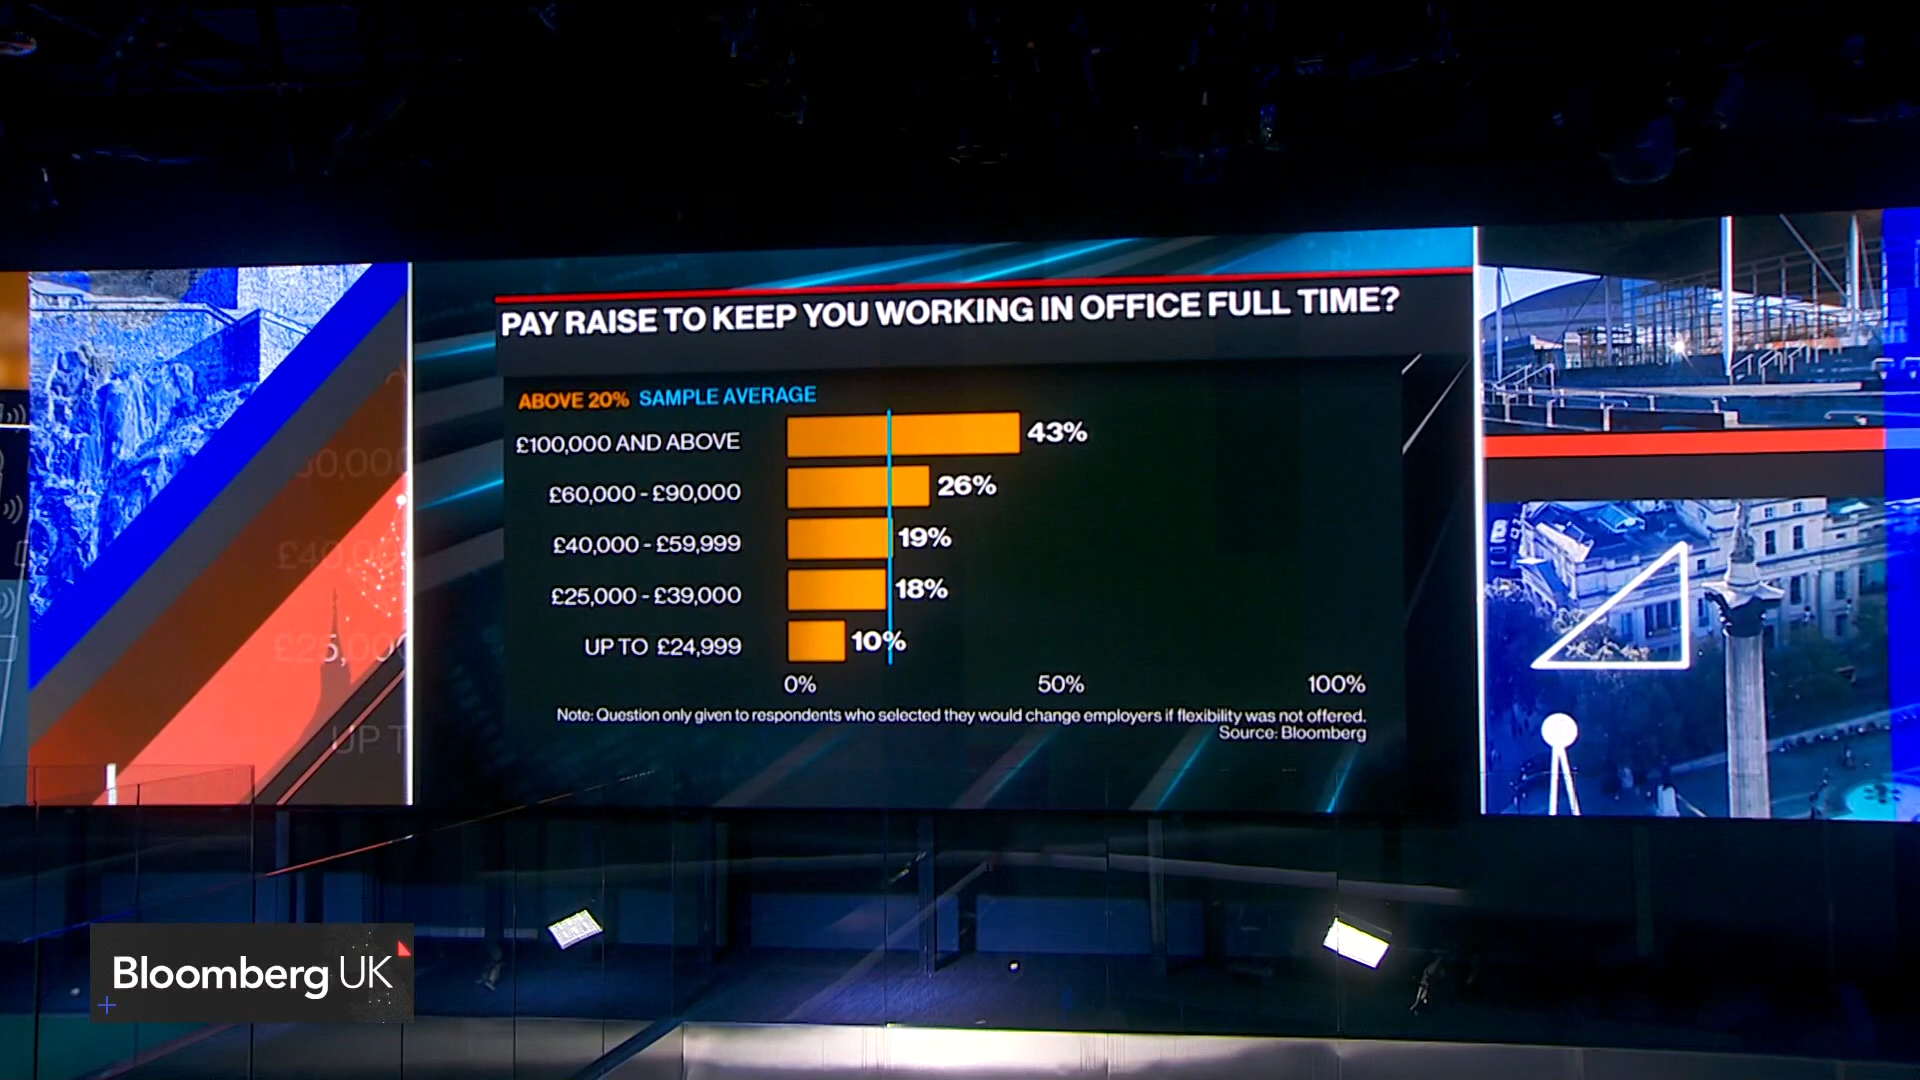 PAY RAISE TO KEEP YOU WORKING IN OFFICE FULL TIME?
ABOVE 20% SAMPLE AVERAGE
£100,000 AND ABOVE 43%
£60,000 - £90,000 26%
£40,000 - £59,999 19%
£25,000 - £39,000 18%
UP TO £24,999 10%
0% 50% 100%
Note: Question only given to respondents who selected they would change employers if flexibility was not offered.
Source: Bloomberg
£25,000
UP T
Bloomberg UK